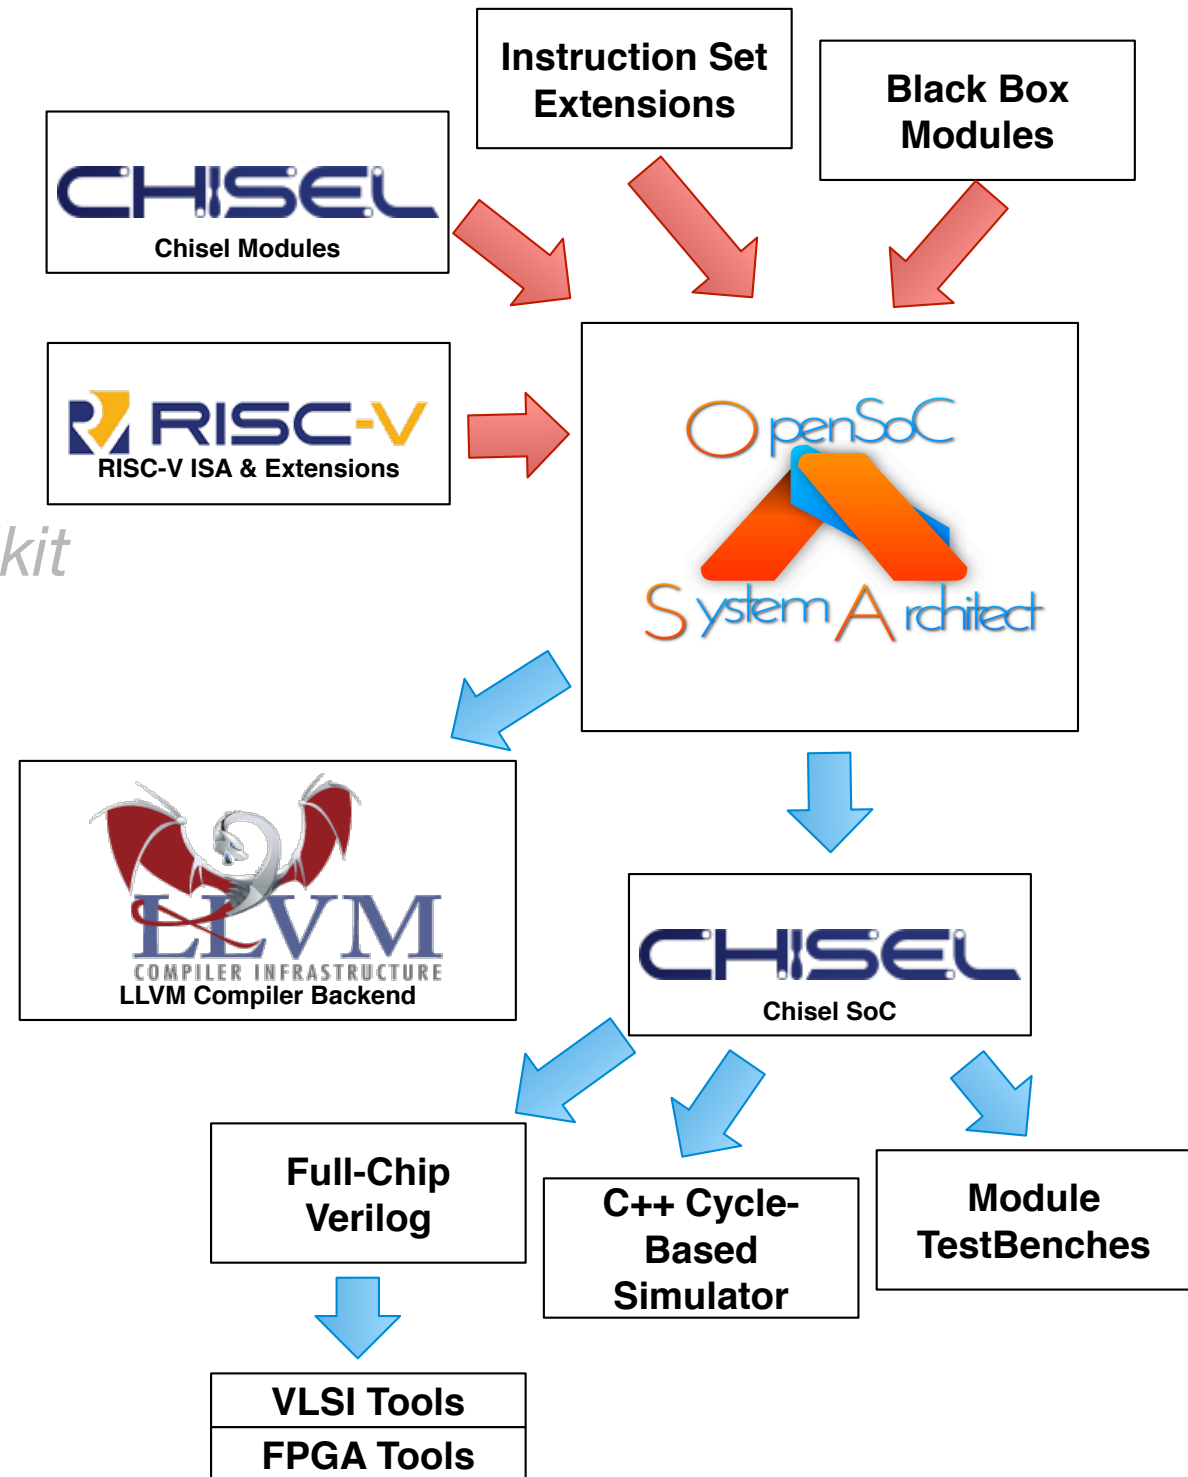 Instruction Set
Extensions
Black Box
Modules
CHISEL
Chisel Modules
RISC-V
RISC-V ISA & Extensions
OpenSoC
System Architect
kit
LLVM
COMPILER INFRASTRUCTURE
LLVM Compiler Backend
CHISEL
Chisel SoC
Full-Chip
Verilog
C++ Cycle-
Based
Simulator
Module
TestBenches
VLSI Tools
FPGA Tools